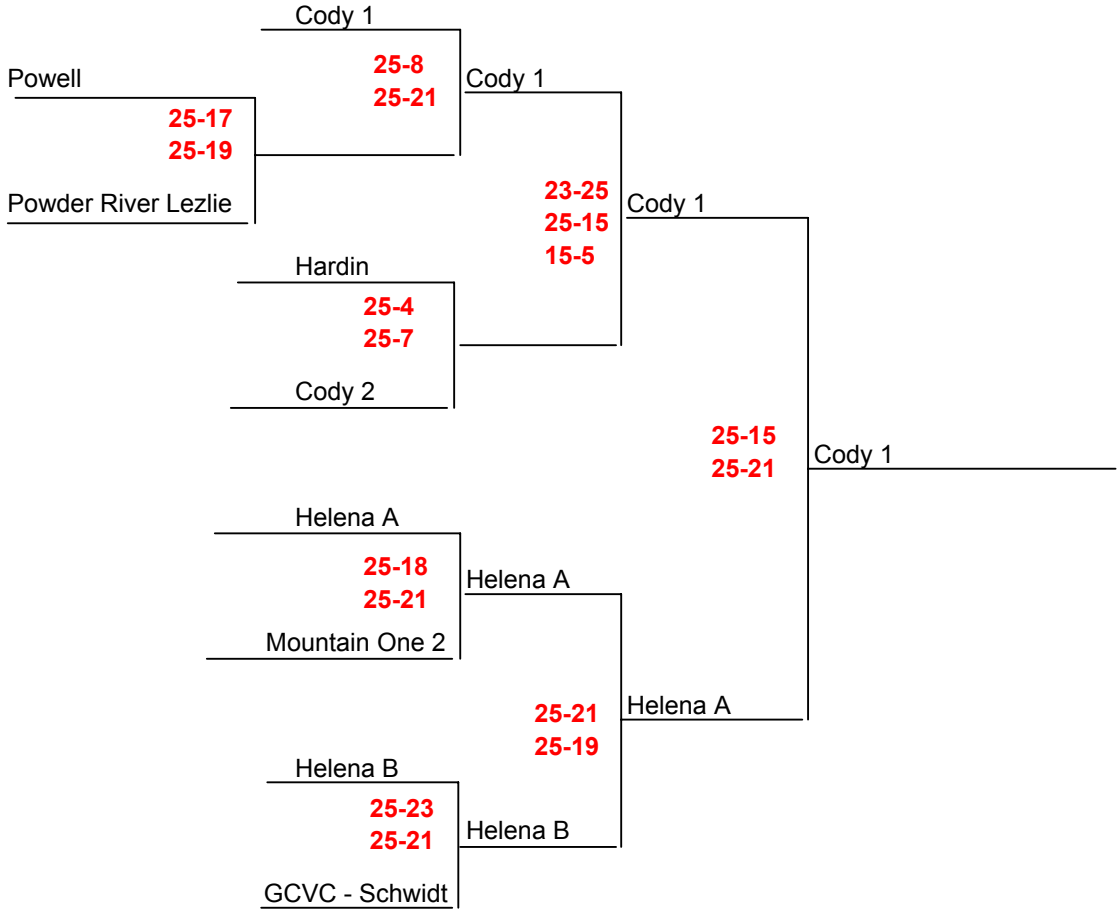 Cody 1
25-8
25-21
Cody 1
Powell
25-17
25-19
Powder River Lezlie
23-25
25-15
15-5
Cody 1
Hardin
25-4
25-7
Cody 2
25-15
25-21
Cody 1
Helena A
25-18
25-21
Helena A
Mountain One 2
25-21
25-19
Helena A
Helena B
25-23
25-21
Helena B
GCVC - Schwidt